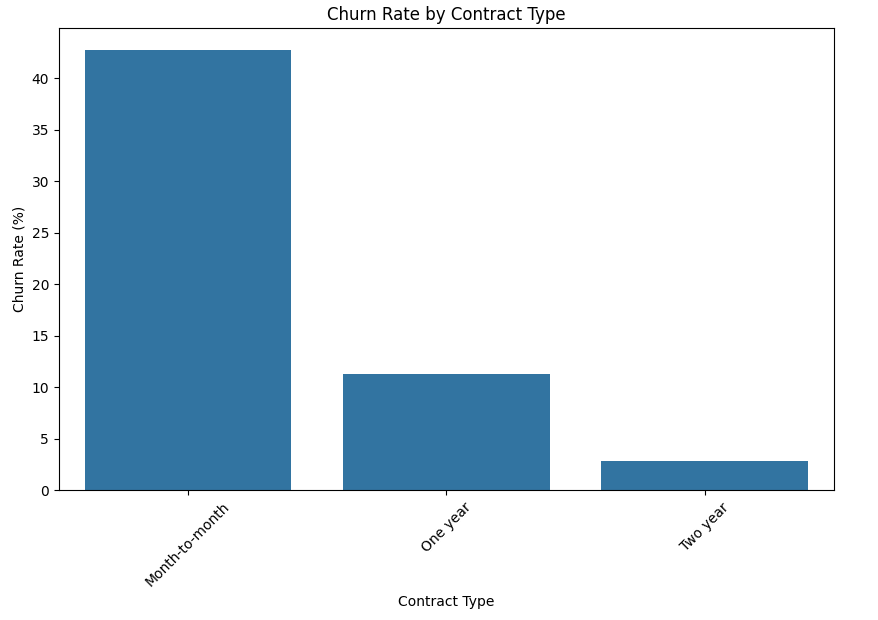 Churn Rate by Contract Type
Churn Rate (%)
40
35
30
25
20
15
10
5
0
Month-to-month
One year
Two year
Contract Type